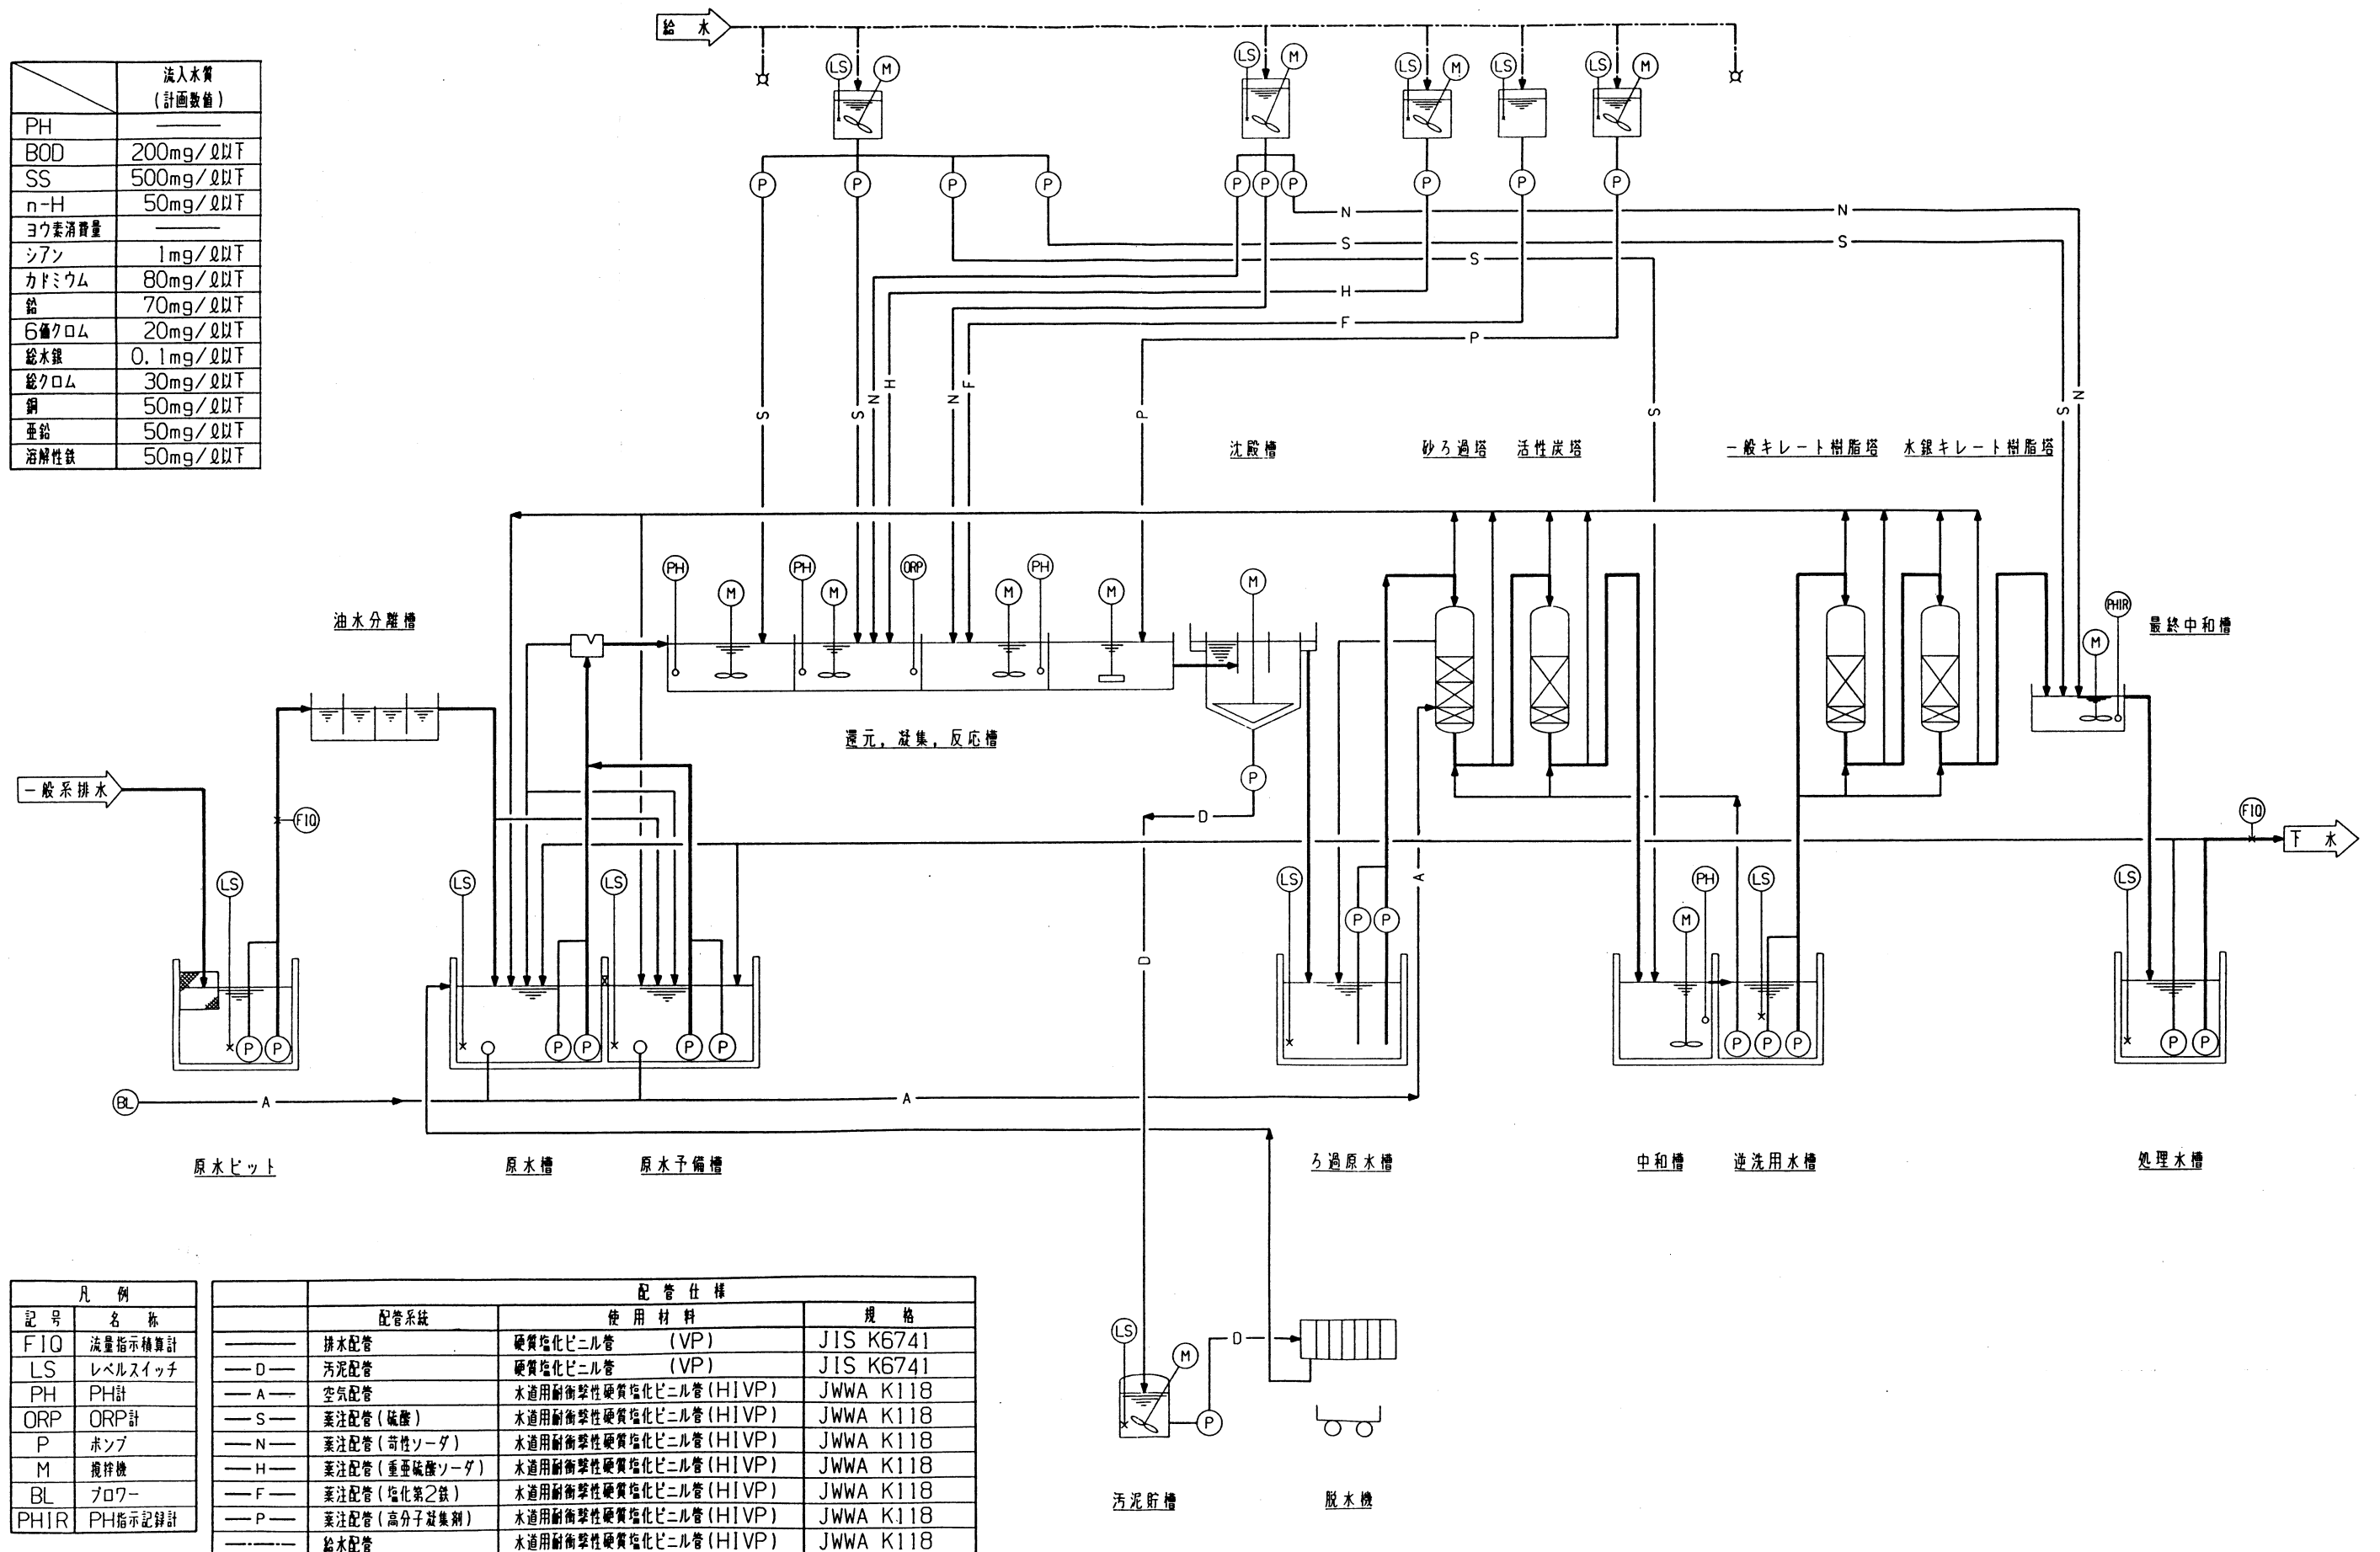 給 水
流入水質
(計画数値)
PH ———
BOD 200mg/ℓ以下
SS 500mg/ℓ以下
n-H 50mg/ℓ以下
ヨウ素消費量 ———
シアン 1mg/ℓ以下
カドミウム 80mg/ℓ以下
鉛 70mg/ℓ以下
6価クロム 20mg/ℓ以下
総水銀 0.1mg/ℓ以下
総クロム 30mg/ℓ以下
銅 50mg/ℓ以下
亜鉛 50mg/ℓ以下
溶解性鉄 50mg/ℓ以下
LS M LS M LS M LS LS M
P P P P P P P P P P
N N
S S
S
H
F
P
H F
S S N N P S S N
沈殿槽 砂ろ過塔 活性炭塔 一般キレート樹脂塔 水銀キレート樹脂塔
PH M PH M ORP M PH M M
PHIR
M
最終中和槽
油水分離槽
還元,凝集,反応槽
一般系排水
FIQ
P
D
A
FIQ
下 水
LS LS LS LS PH LS LS
M
P P
D
P P P P P P P P P P P
BL A A
原水ピット 原水槽 原水予備槽 ろ過原水槽 中和槽 逆洗用水槽 処理水槽
LS M D
P
汚泥貯槽 脱水機
凡 例
記 号 名 称
FIQ 流量指示積算計
LS レベルスイッチ
PH PH計
ORP ORP計
P ポンプ
M 撹拌機
BL ブロワー
PHIR PH指示記録計
配 管 仕 様
配管系統 使 用 材 料 規 格
排水配管 硬質塩化ビニル管 (VP) JIS K6741
D 汚泥配管 硬質塩化ビニル管 (VP) JIS K6741
A 空気配管 水道用耐衝撃性硬質塩化ビニル管(HIVP) JWWA K118
S 薬注配管(硫酸) 水道用耐衝撃性硬質塩化ビニル管(HIVP) JWWA K118
N 薬注配管(苛性ソーダ) 水道用耐衝撃性硬質塩化ビニル管(HIVP) JWWA K118
H 薬注配管(重亜硫酸ソーダ) 水道用耐衝撃性硬質塩化ビニル管(HIVP) JWWA K118
F 薬注配管(塩化第2鉄) 水道用耐衝撃性硬質塩化ビニル管(HIVP) JWWA K118
P 薬注配管(高分子凝集剤) 水道用耐衝撃性硬質塩化ビニル管(HIVP) JWWA K118
給水配管 水道用耐衝撃性硬質塩化ビニル管(HIVP) JWWA K118